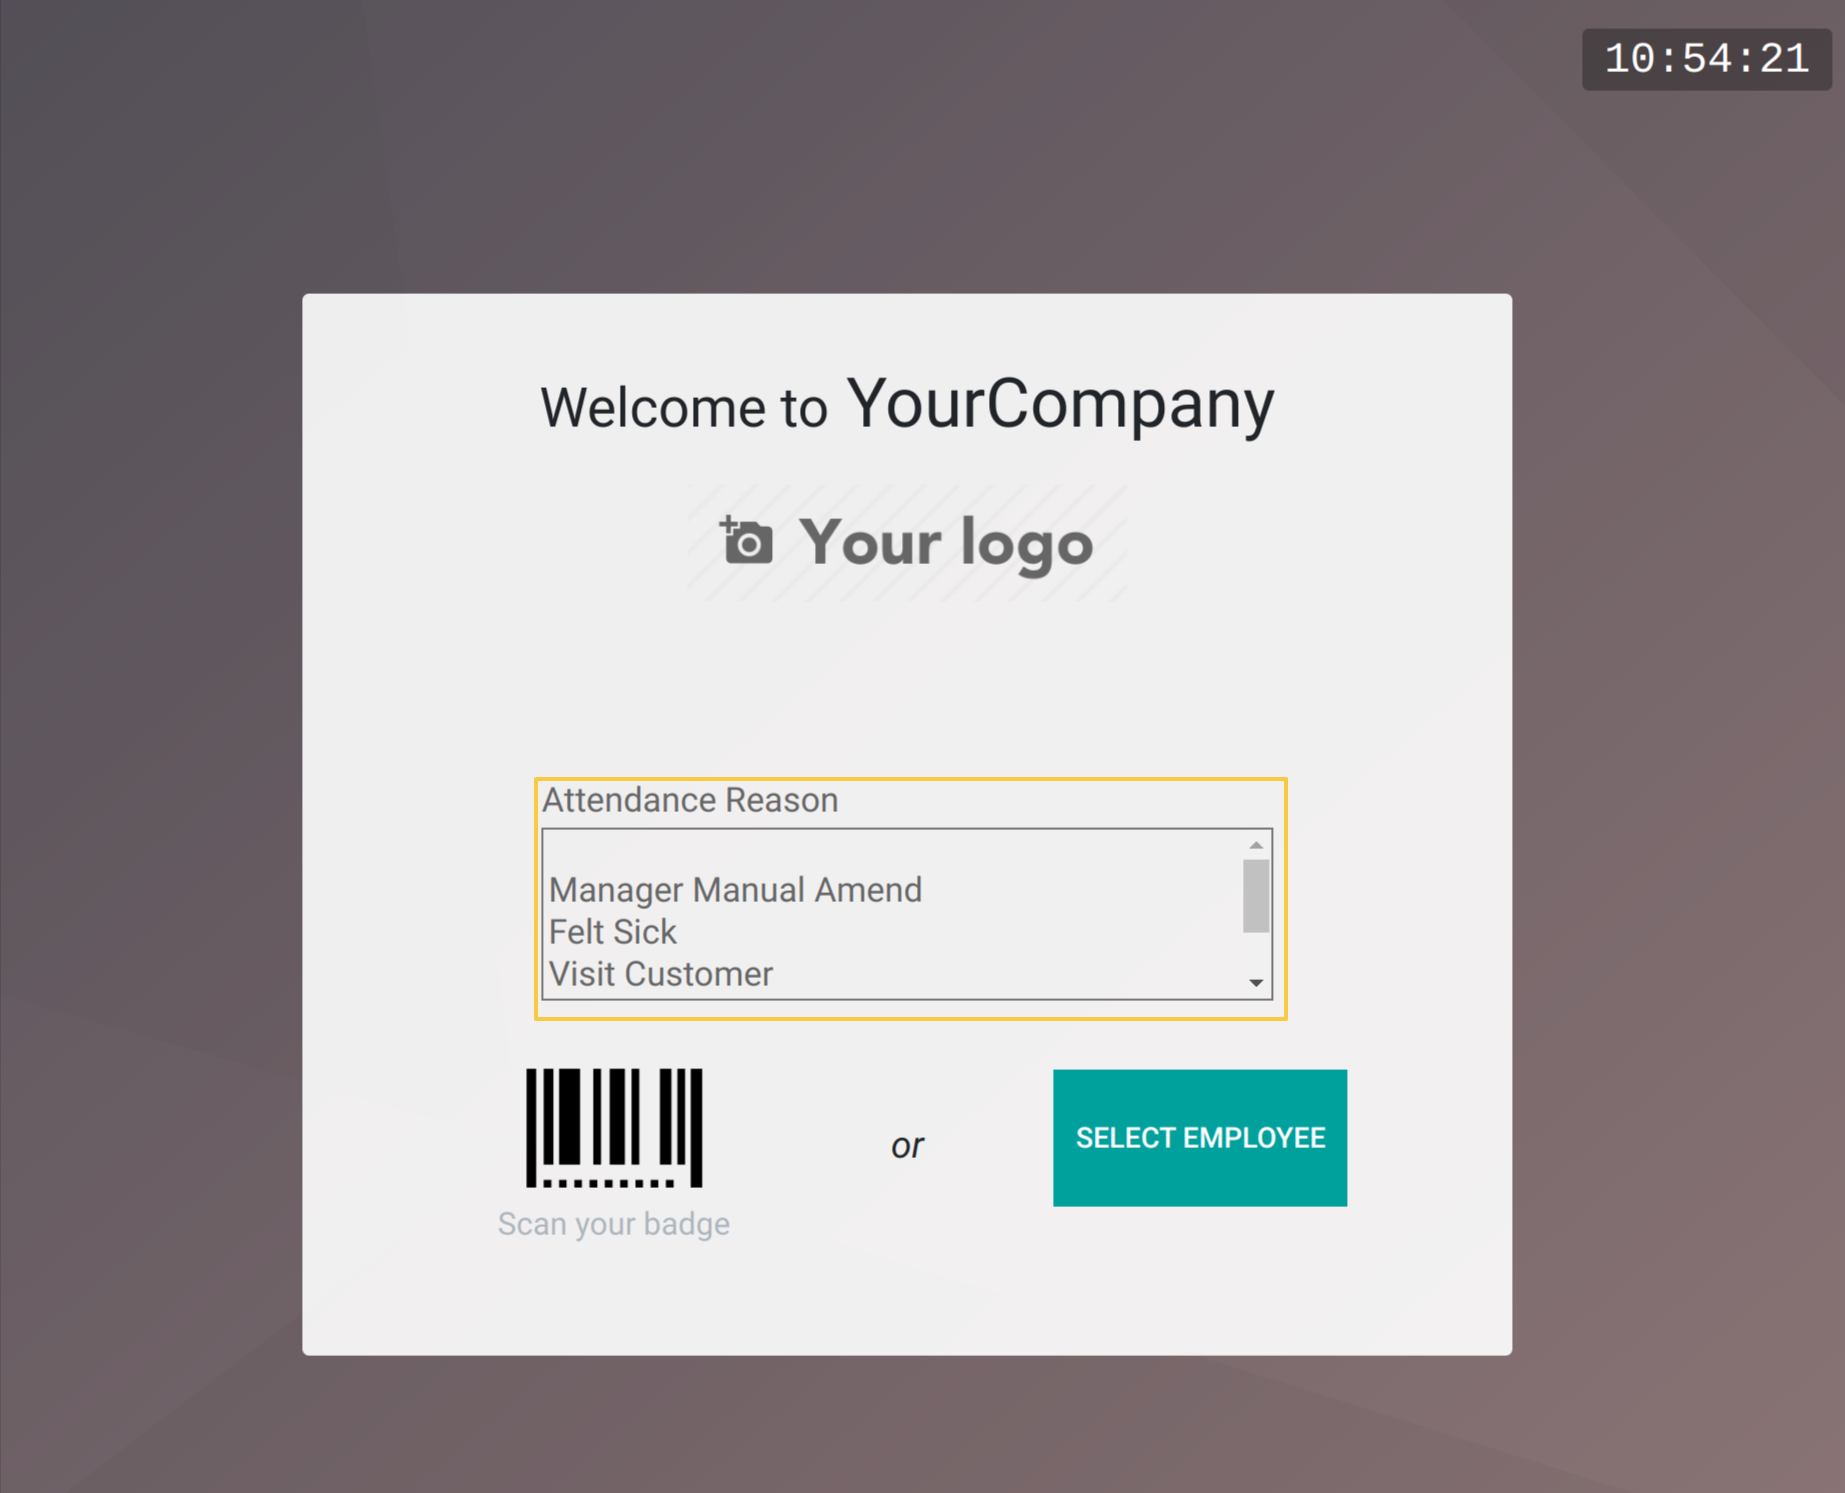 10:54:21
Welcome to YourCompany
Your logo
Attendance Reason
Manager Manual Amend
Felt Sick
Visit Customer
or
SELECT EMPLOYEE
Scan your badge